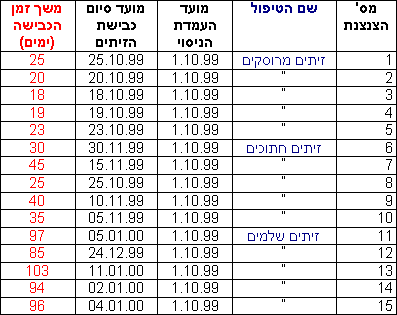 מס' הצנצנת שם הטיפול מועד העמדת הניסוי מועד סיום כבישת הזיתים משך זמן הכבישה (ימים)
1 זיתים מרוסקים 1.10.99 25.10.99 25
2 " 1.10.99 20.10.99 20
3 " 1.10.99 18.10.99 18
4 " 1.10.99 19.10.99 19
5 " 1.10.99 23.10.99 23
6 זיתים חתוכים 1.10.99 30.11.99 30
7 " 1.10.99 15.11.99 45
8 " 1.10.99 25.10.99 25
9 " 1.10.99 10.11.99 40
10 " 1.10.99 05.11.99 35
11 זיתים שלמים 1.10.99 05.01.00 97
12 " 1.10.99 24.12.99 85
13 " 1.10.99 11.01.00 103
14 " 1.10.99 02.01.00 94
15 " 1.10.99 04.01.00 96